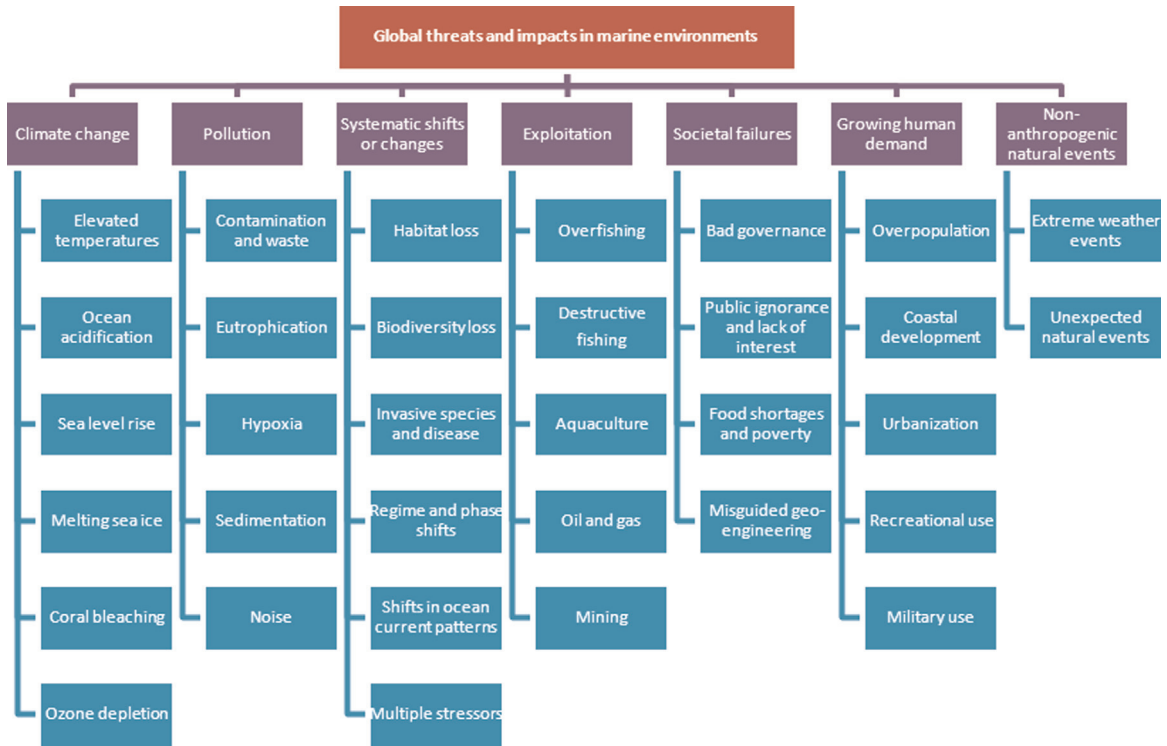 Global threats and impacts in marine environments
Climate change
Pollution
Systematic shifts
or changes
Exploitation
Societal failures
Growing human
demand
Non-
anthropogenic
natural events
Elevated
temperatures
Ocean
acidification
Sea level rise
Melting sea ice
Coral bleaching
Ozone depletion
Contamination
and waste
Eutrophication
Hypoxia
Sedimentation
Noise
Habitat loss
Biodiversity loss
Invasive species
and disease
Regime and phase
shifts
Shifts in ocean
current patterns
Multiple stressors
Overfishing
Destructive
fishing
Aquaculture
Oil and gas
Mining
Bad governance
Public ignorance
and lack of
interest
Food shortages
and poverty
Misguided geo-
engineering
Overpopulation
Coastal
development
Urbanization
Recreational use
Military use
Extreme weather
events
Unexpected
natural events